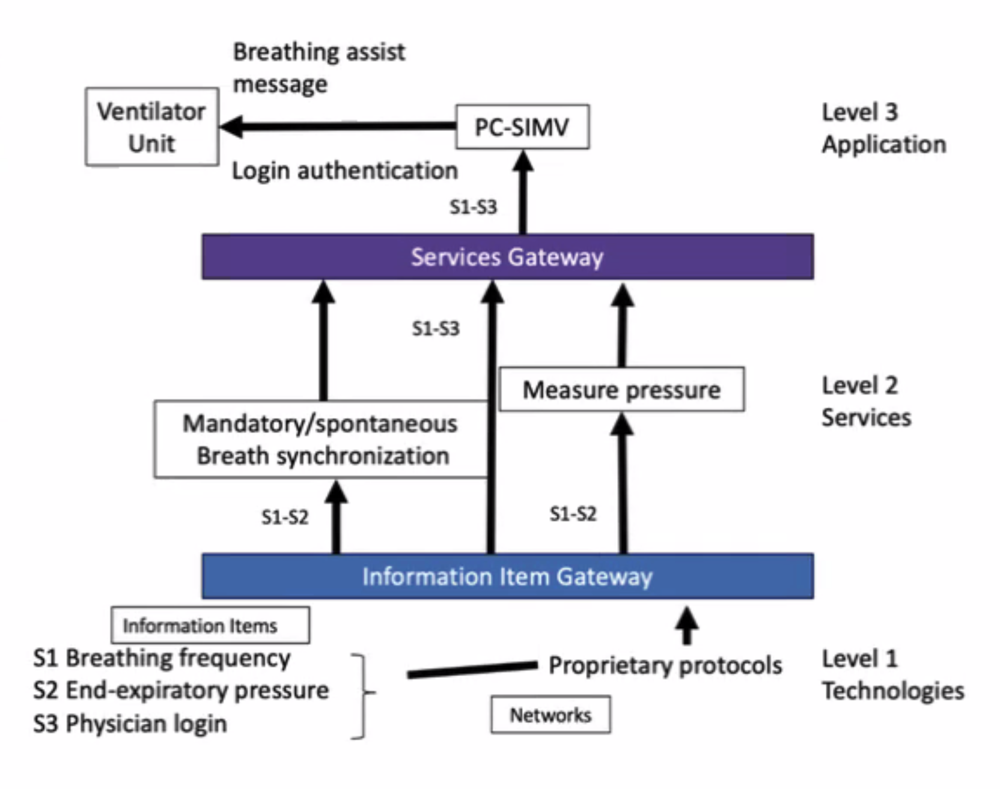 Breathing assist
message
Ventilator
Unit
PC-SIMV
Level 3
Application
Login authentication
S1-S3
Services Gateway
S1-S3
Measure pressure
Level 2
Services
Mandatory/spontaneous
Breath synchronization
S1-S2
S1-S2
Information Item Gateway
Information Items
S1 Breathing frequency
S2 End-expiratory pressure
S3 Physician login
Proprietary protocols
Networks
Level 1
Technologies